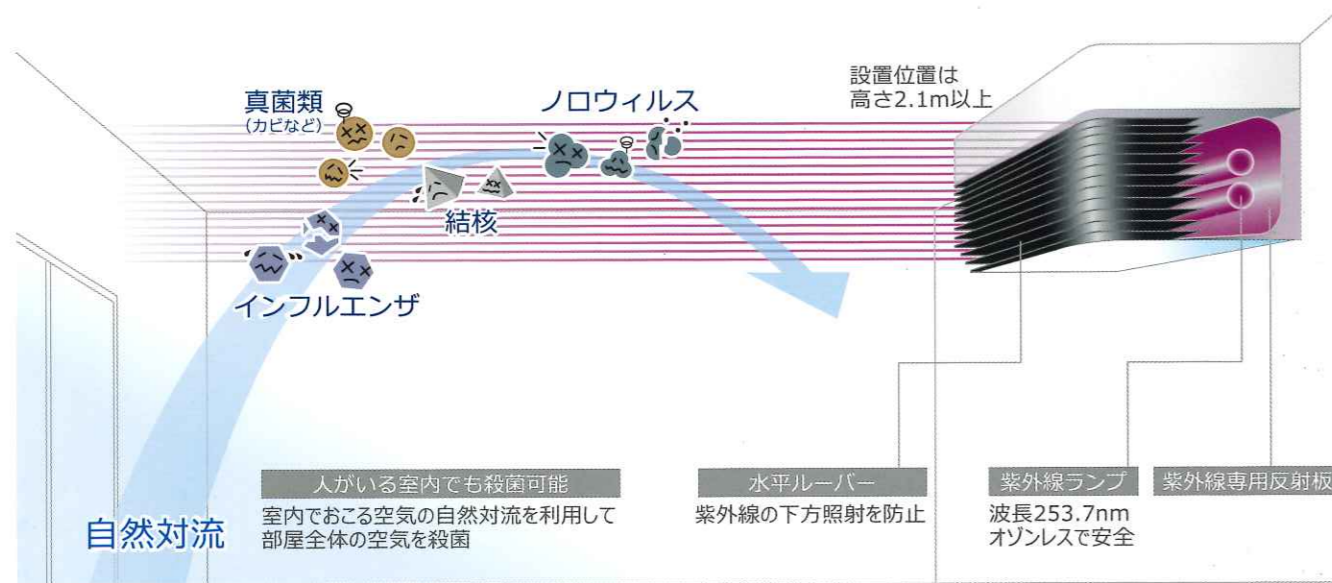 真菌類
(カビなど)
ノロウィルス
設置位置は
高さ2.1m以上
結核
インフルエンザ
自然対流
人がいる室内でも殺菌可能
室内でおこる空気の自然対流を利用して
部屋全体の空気を殺菌
水平ルーバー
紫外線の下方照射を防止
紫外線ランプ
波長253.7nm
オゾンレスで安全
紫外線専用反射板